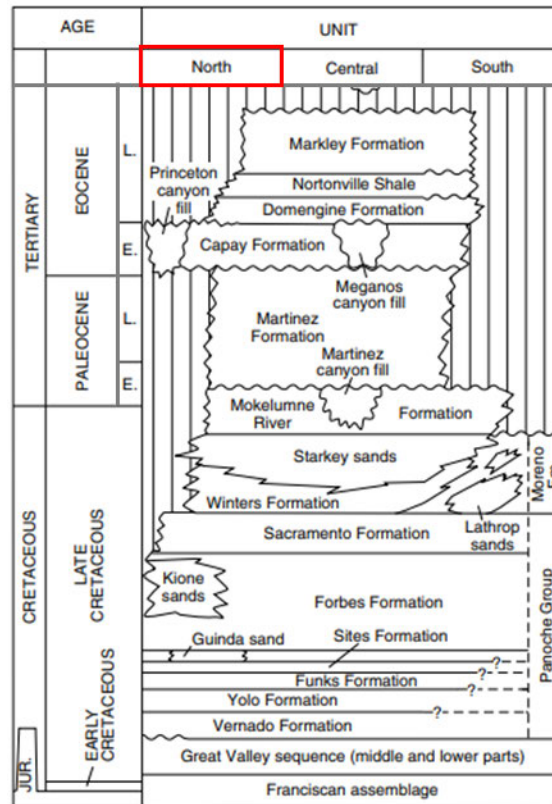 AGE
UNIT
North
Central
South
TERTIARY
EOCENE
L.
E.
PALEOCENE
L.
E.
CRETACEOUS
LATE
CRETACEOUS
EARLY
CRETACEOUS
JUR.
Markley Formation
Princeton
canyon
fill
Nortonville Shale
Domengine Formation
Capay Formation
Meganos
canyon fill
Martinez
Formation
Martinez
canyon fill
Mokelumne
River
Formation
Starkey sands
Winters Formation
Moreno
Lathrop
sands
Sacramento Formation
Kione
sands
Forbes Formation
Panoche Group
Guinda sand
Sites Formation
?
Funks Formation
?
Yolo Formation
?
Vernado Formation
Great Valley sequence (middle and lower parts)
Franciscan assemblage